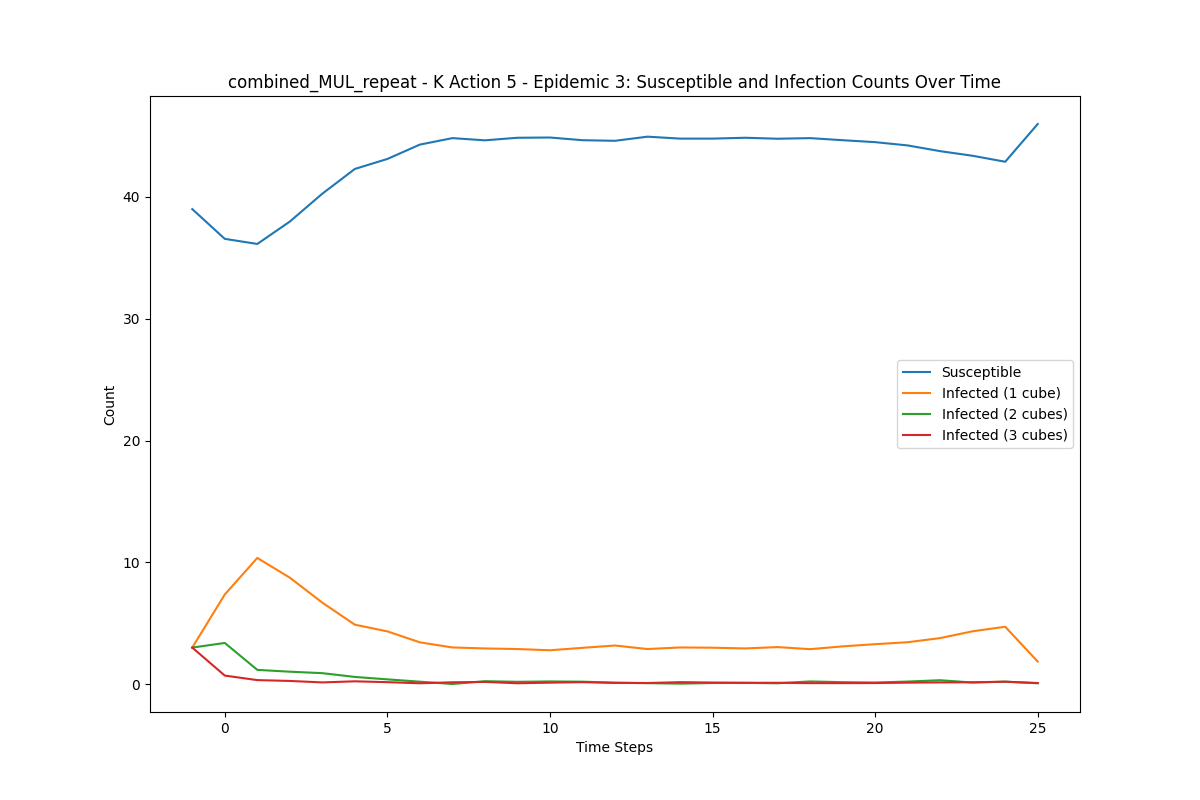 combined_MUL_repeat - K Action 5 - Epidemic 3: Susceptible and Infection Counts Over Time
Count
40
30
20
10
0
Susceptible
Infected (1 cube)
Infected (2 cubes)
Infected (3 cubes)
0 5 10 15 20 25
Time Steps